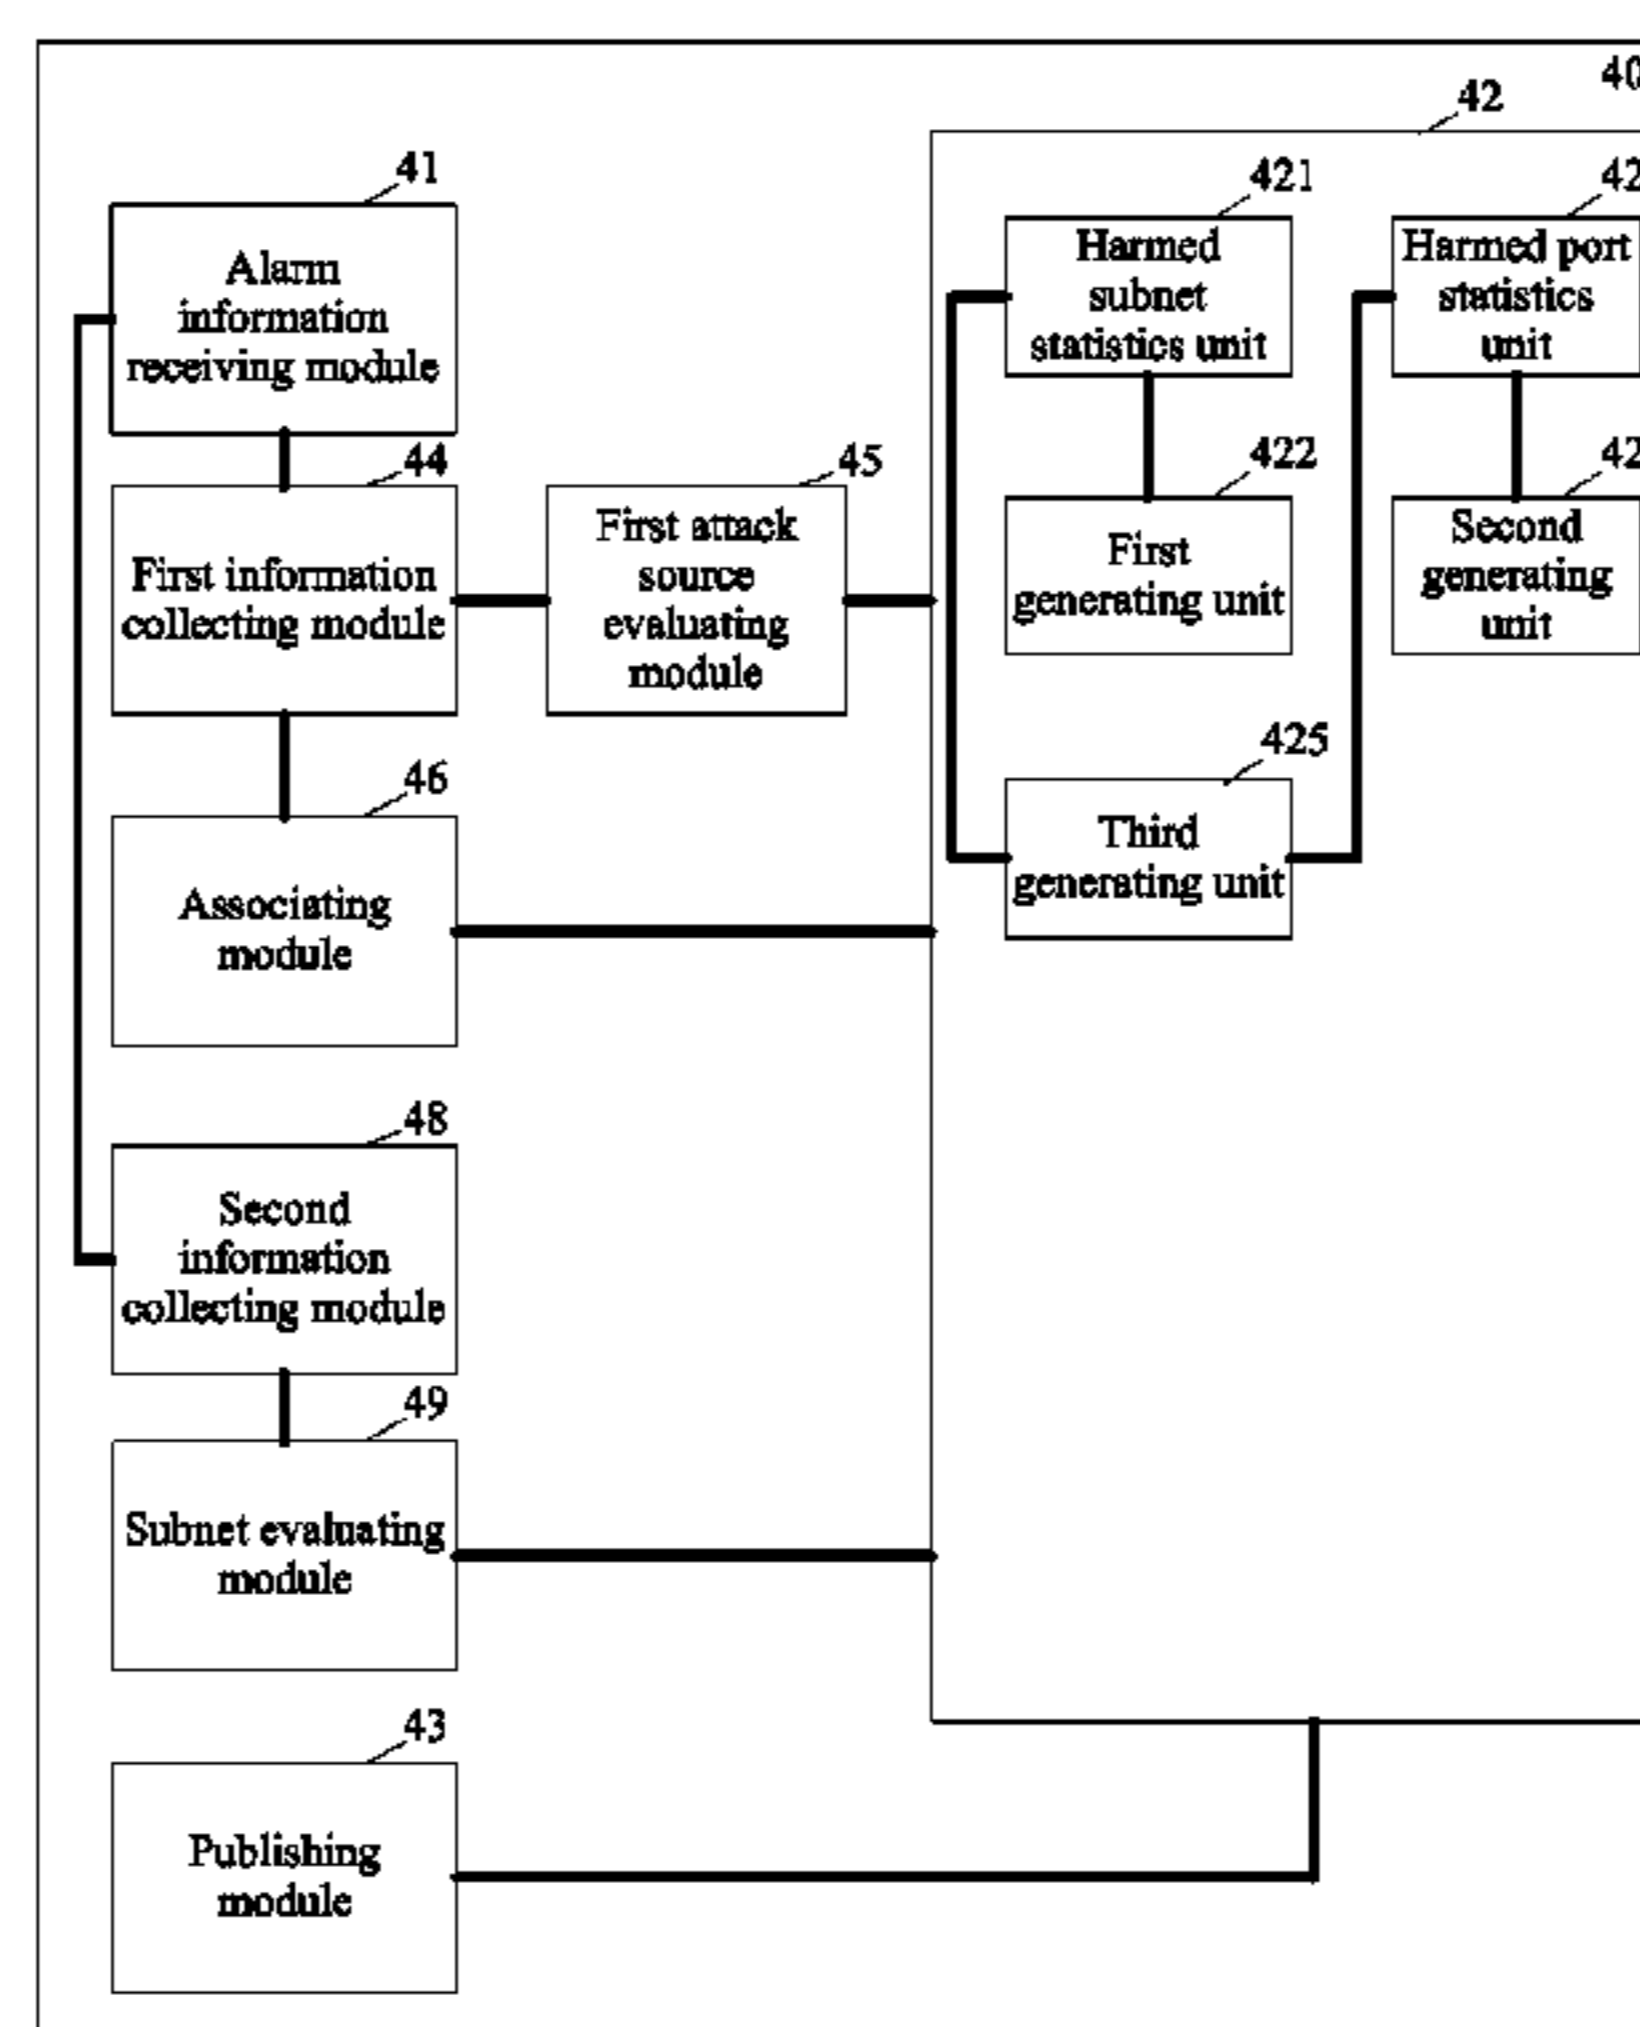 40
42
41
421
42
Alarm
information
receiving module
Harmed
subnet
statistics unit
Harmed port
statistics
unit
44
45
422
42
First information
collecting module
First attack
source
evaluating
module
First
generating unit
Second
generating
unit
46
425
Associating
module
Third
generating unit
48
Second
information
collecting module
49
Subnet evaluating
module
43
Publishing
module